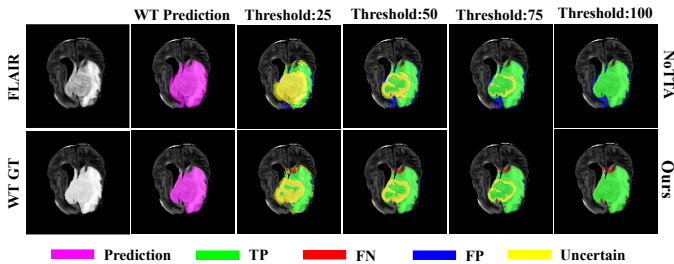 WT Prediction Threshold:25 Threshold:50 Threshold:75 Threshold:100
FLAIR
NoTTA
WT GT
Ours
Prediction TP FN FP Uncertain